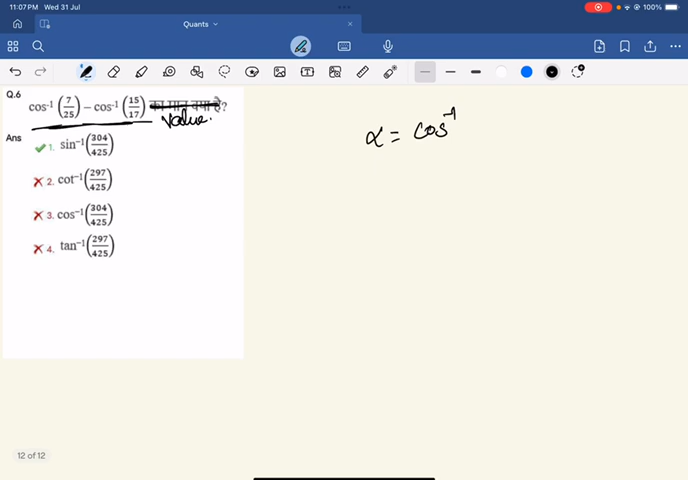 11:07PM Wed 31 Jul
100%
Quants
Q.6
cos⁻¹ (7/25) − cos⁻¹ (15/17) का मान क्या है?
Value.
Ans
1. sin⁻¹(304/425)
2. cot⁻¹(297/425)
3. cos⁻¹(304/425)
4. tan⁻¹(297/425)
α = cos⁻¹
12 of 12